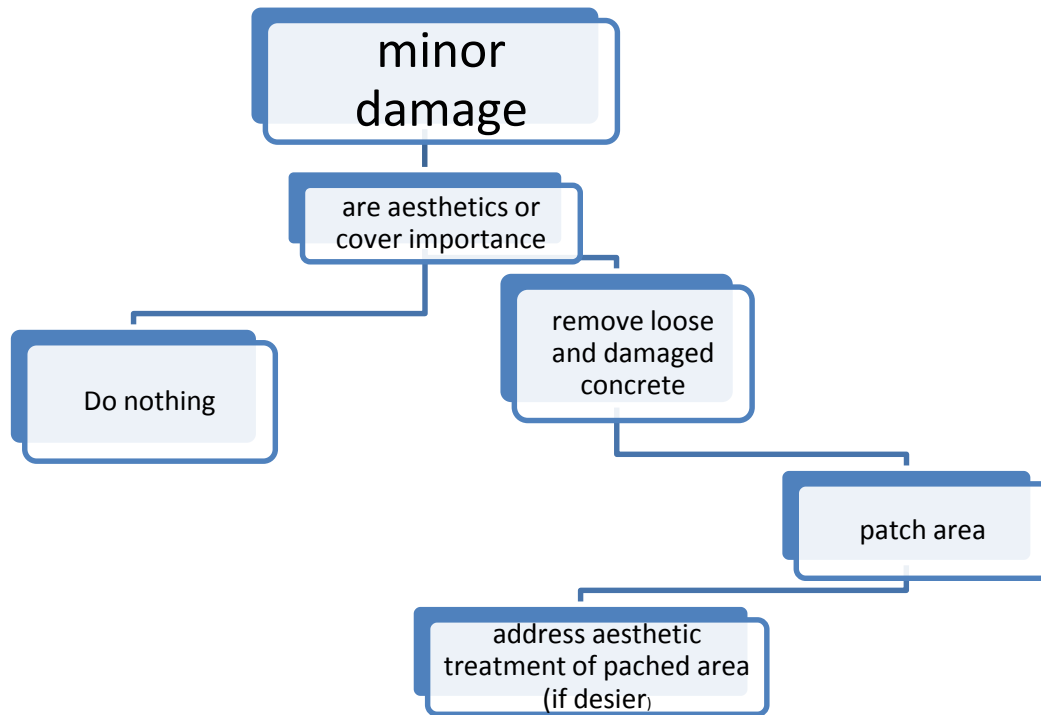 minor
damage
are aesthetics or
cover importance
Do nothing
remove loose
and damaged
concrete
patch area
address aesthetic
treatment of pached area
(if desier)